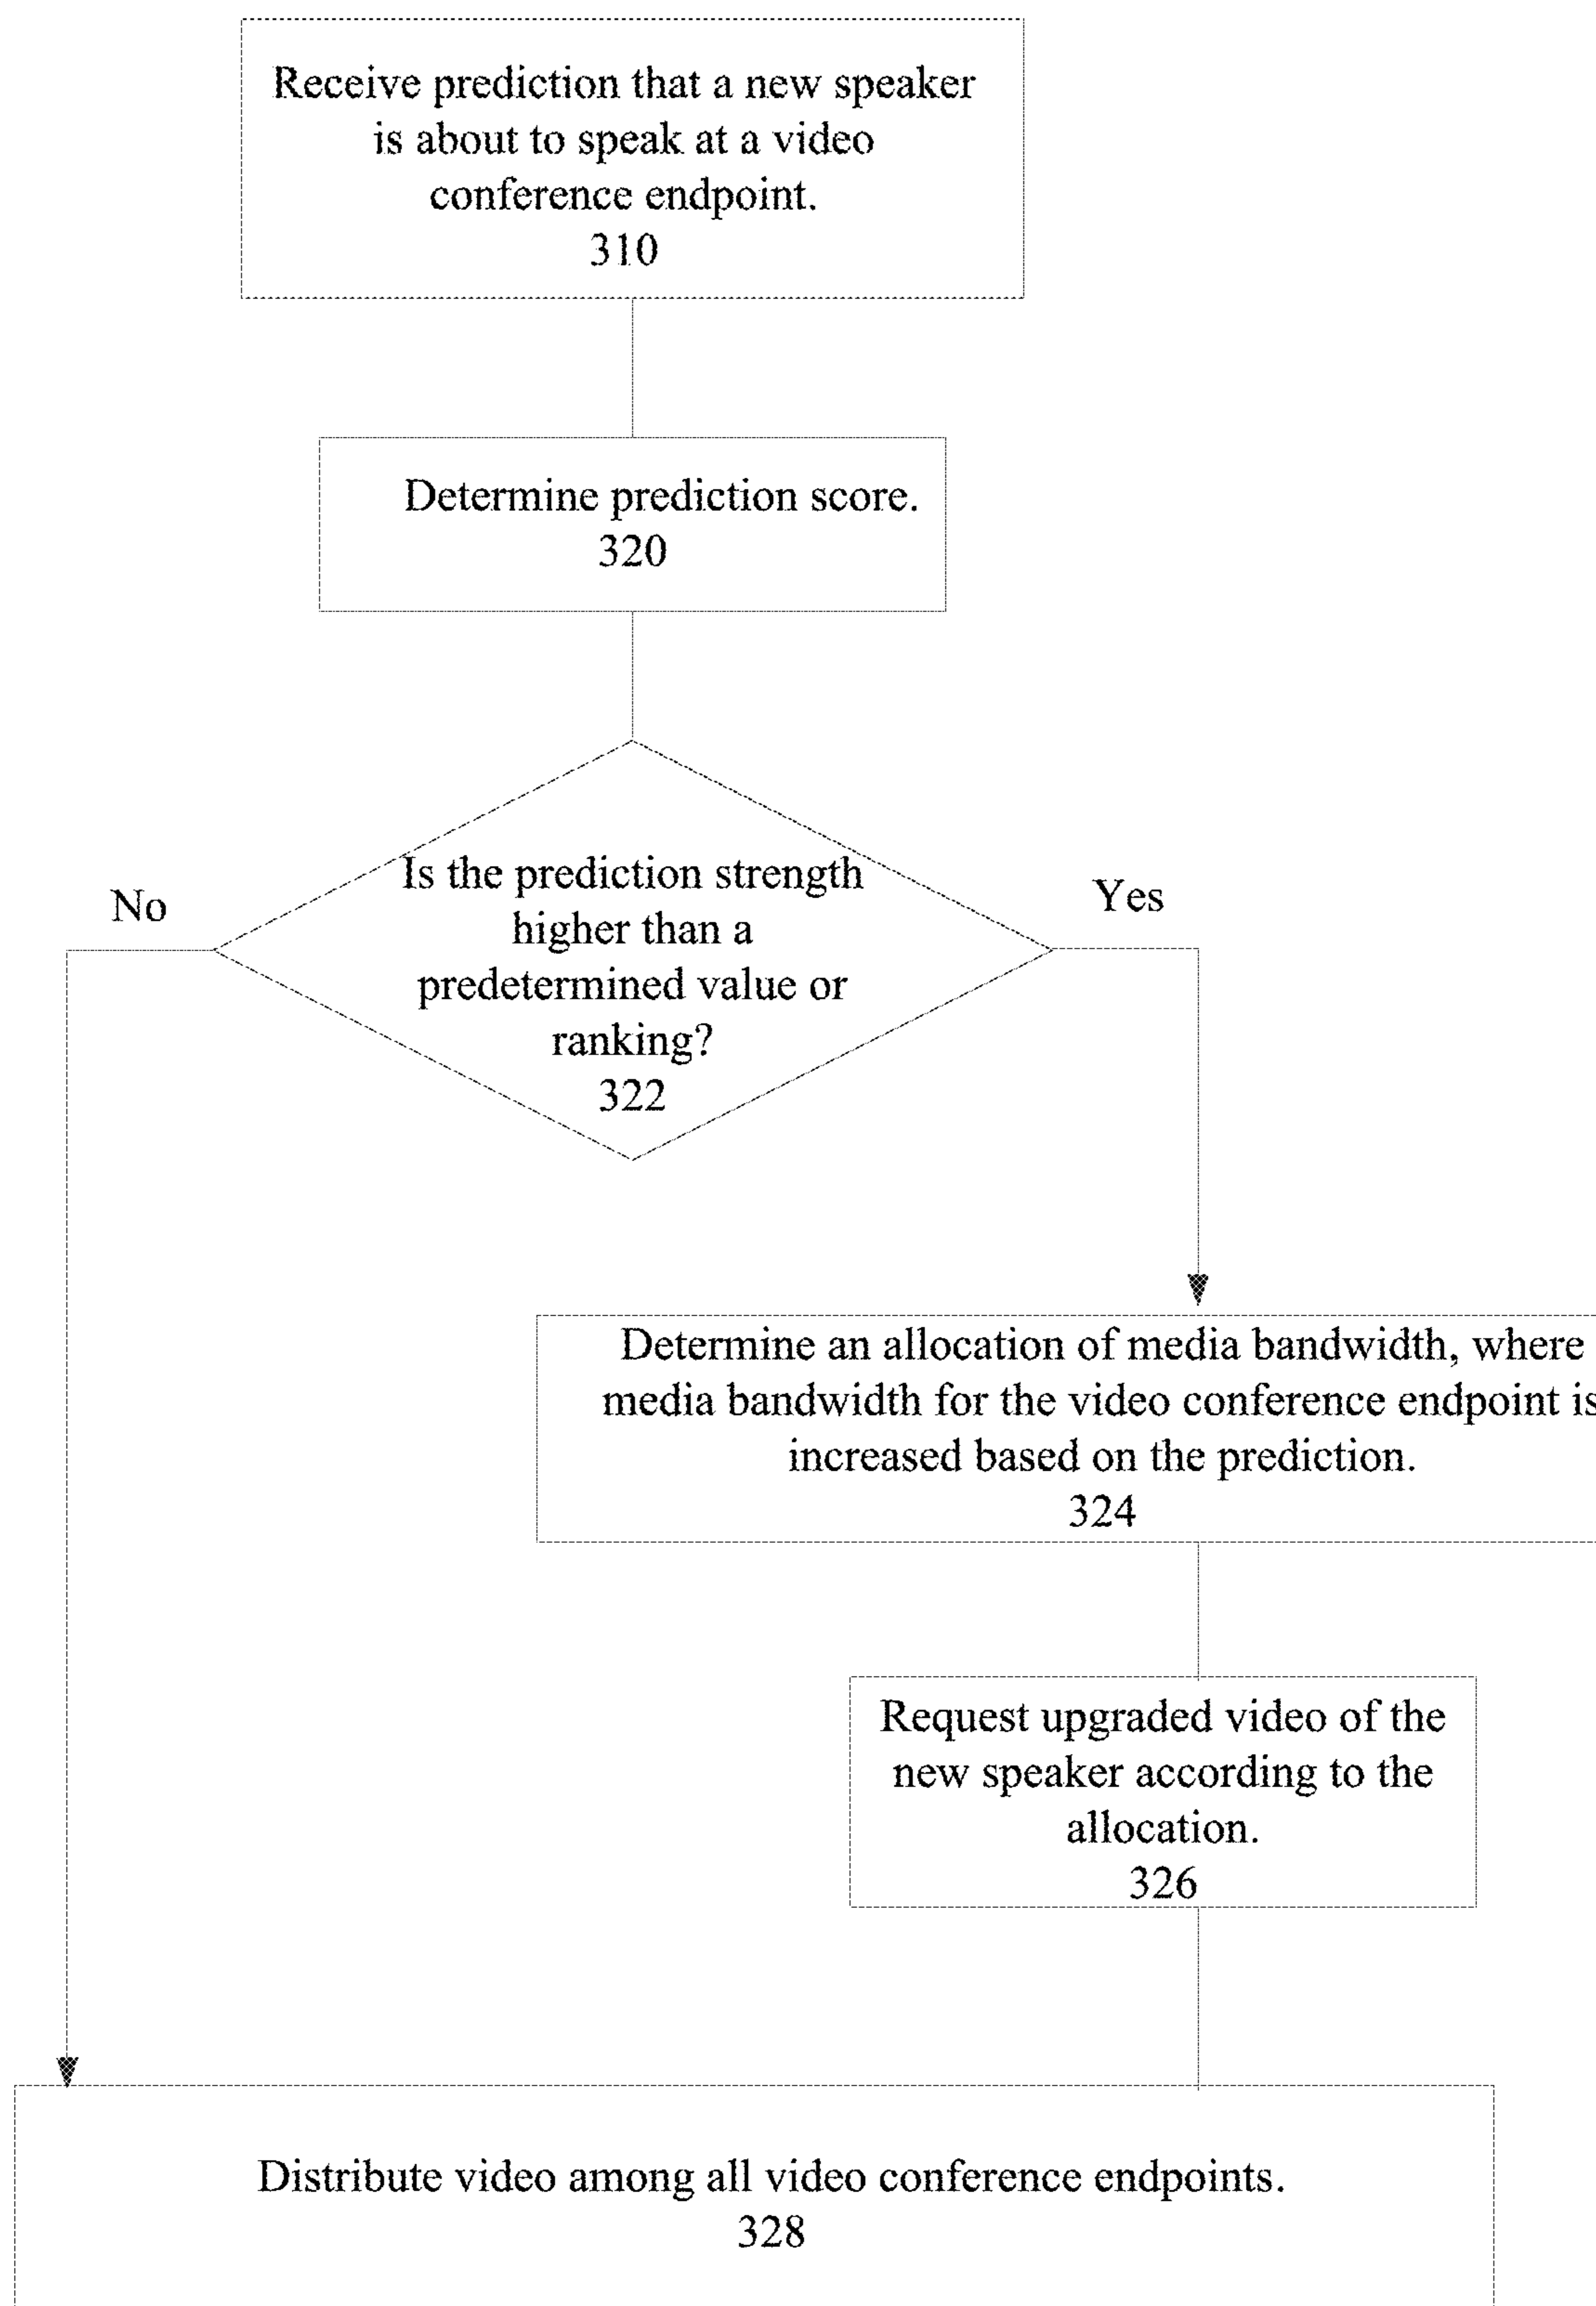 Receive prediction that a new speaker
is about to speak at a video
conference endpoint.
310
Determine prediction score.
320
Is the prediction strength
higher than a
predetermined value or
ranking?
322
No
Yes
Determine an allocation of media bandwidth, where
media bandwidth for the video conference endpoint is
increased based on the prediction.
324
Request upgraded video of the
new speaker according to the
allocation.
326
Distribute video among all video conference endpoints.
328